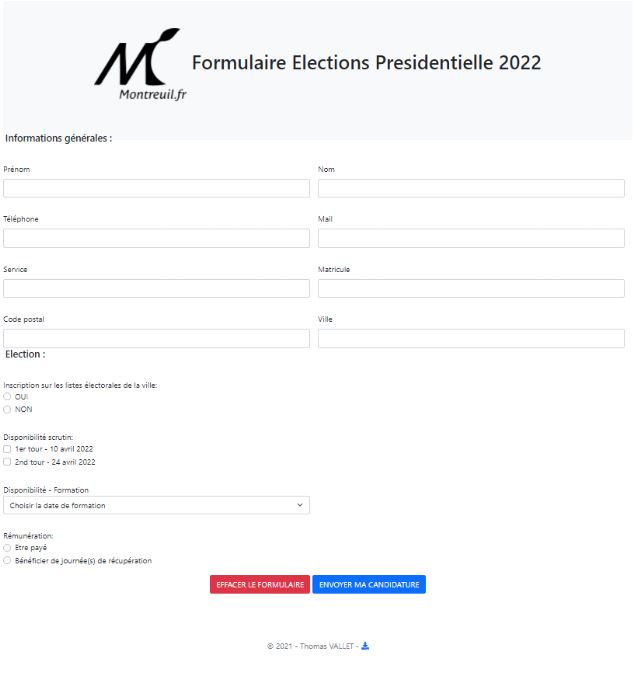 Montreuil.fr
Formulaire Elections Presidentielle 2022
Informations générales :
Prénom
Nom
Téléphone
Mail
Service
Matricule
Code postal
Ville
Election :
Inscription sur les listes électorales de la ville:
OUI
NON
Disponibilité scrutin:
1er tour - 10 avril 2022
2nd tour - 24 avril 2022
Disponibilité - Formation
Choisir la date de formation
Rémunération:
Etre payé
Bénéficier de journée(s) de récupération
EFFACER LE FORMULAIRE
ENVOYER MA CANDIDATURE
© 2021 - Thomas VALLET -